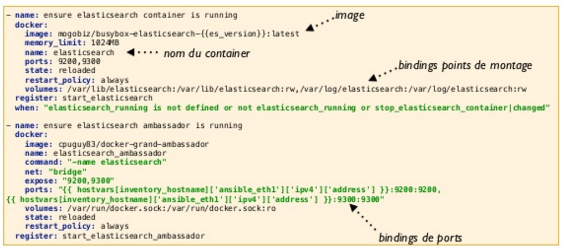 - name: ensure elasticsearch container is running
image
docker:
image: mogobiz/busybox-elasticsearch-{{es_version}}:latest
memory_limit: 1024MB
name: elasticsearch
nom du container
ports: 9200,9300
state: reloaded
bindings points de montage
restart_policy: always
volumes: /var/lib/elasticsearch:/var/lib/elasticsearch:rw,/var/log/elasticsearch:/var/log/elasticsearch:rw
register: start_elasticsearch
when: "elasticsearch_running is not defined or not elasticsearch_running or stop_elasticsearch_container|changed"
- name: ensure elasticsearch ambassador is running
docker:
image: cpuguy83/docker-grand-ambassador
name: elasticsearch_ambassador
command: "-name elasticsearch"
net: "bridge"
expose: "9200,9300"
ports: "{{ hostvars[inventory_hostname]['ansible_eth1']['ipv4']['address'] }}:9200:9200,
{{ hostvars[inventory_hostname]['ansible_eth1']['ipv4']['address'] }}:9300:9300"
volumes: /var/run/docker.sock:/var/run/docker.sock:ro
state: reloaded
restart_policy: always
bindings de ports
register: start_elasticsearch_ambassador